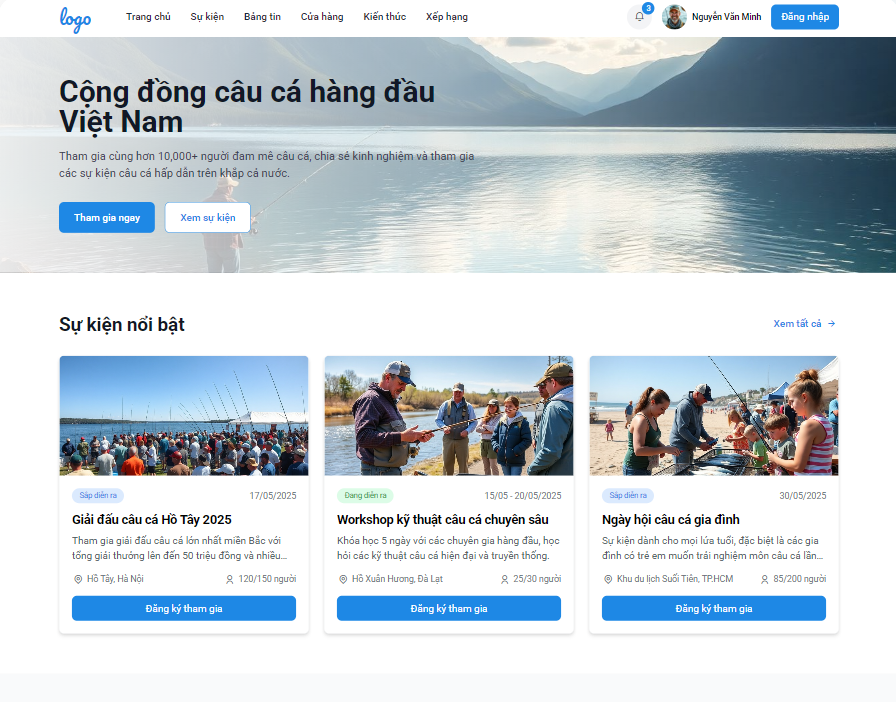 logo
Trang chủ
Sự kiện
Bảng tin
Cửa hàng
Kiến thức
Xếp hạng
3
Nguyễn Văn Minh
Đăng nhập
Cộng đồng câu cá hàng đầu
Việt Nam
Tham gia cùng hơn 10,000+ người đam mê câu cá, chia sẻ kinh nghiệm và tham gia
các sự kiện câu cá hấp dẫn trên khắp cả nước.
Tham gia ngay
Xem sự kiện
Sự kiện nổi bật
Xem tất cả →
Sắp diễn ra
17/05/2025
Giải đấu câu cá Hồ Tây 2025
Tham gia giải đấu câu cá lớn nhất miền Bắc với
tổng giải thưởng lên đến 50 triệu đồng và nhiều...
Hồ Tây, Hà Nội
120/150 người
Đăng ký tham gia
Đang diễn ra
15/05 - 20/05/2025
Workshop kỹ thuật câu cá chuyên sâu
Khóa học 5 ngày với các chuyên gia hàng đầu, học
hỏi các kỹ thuật câu cá hiện đại và truyền thống.
Hồ Xuân Hương, Đà Lạt
25/30 người
Đăng ký tham gia
Sắp diễn ra
30/05/2025
Ngày hội câu cá gia đình
Sự kiện dành cho mọi lứa tuổi, đặc biệt là các gia
đình có trẻ em muốn trải nghiệm môn câu cá lần...
Khu du lịch Suối Tiên, TP.HCM
85/200 người
Đăng ký tham gia